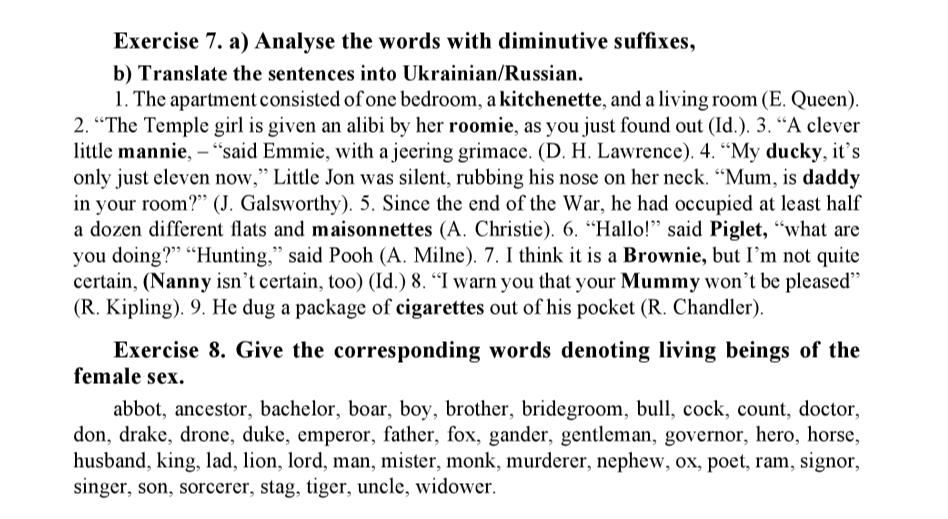 Exercise 7. a) Analyse the words with diminutive suffixes,
b) Translate the sentences into Ukrainian/Russian.
1. The apartment consisted of one bedroom, a kitchenette, and a living room (E. Queen).
2. “The Temple girl is given an alibi by her roomie, as you just found out (Id.). 3. “A clever
little mannie, – “said Emmie, with a jeering grimace. (D. H. Lawrence). 4. “My ducky, it’s
only just eleven now,” Little Jon was silent, rubbing his nose on her neck. “Mum, is daddy
in your room?” (J. Galsworthy). 5. Since the end of the War, he had occupied at least half
a dozen different flats and maisonnettes (A. Christie). 6. “Hallo!” said Piglet, “what are
you doing?” “Hunting,” said Pooh (A. Milne). 7. I think it is a Brownie, but I’m not quite
certain, (Nanny isn’t certain, too) (Id.) 8. “I warn you that your Mummy won’t be pleased”
(R. Kipling). 9. He dug a package of cigarettes out of his pocket (R. Chandler).
Exercise 8. Give the corresponding words denoting living beings of the
female sex.
abbot, ancestor, bachelor, boar, boy, brother, bridegroom, bull, cock, count, doctor,
don, drake, drone, duke, emperor, father, fox, gander, gentleman, governor, hero, horse,
husband, king, lad, lion, lord, man, mister, monk, murderer, nephew, ox, poet, ram, signor,
singer, son, sorcerer, stag, tiger, uncle, widower.